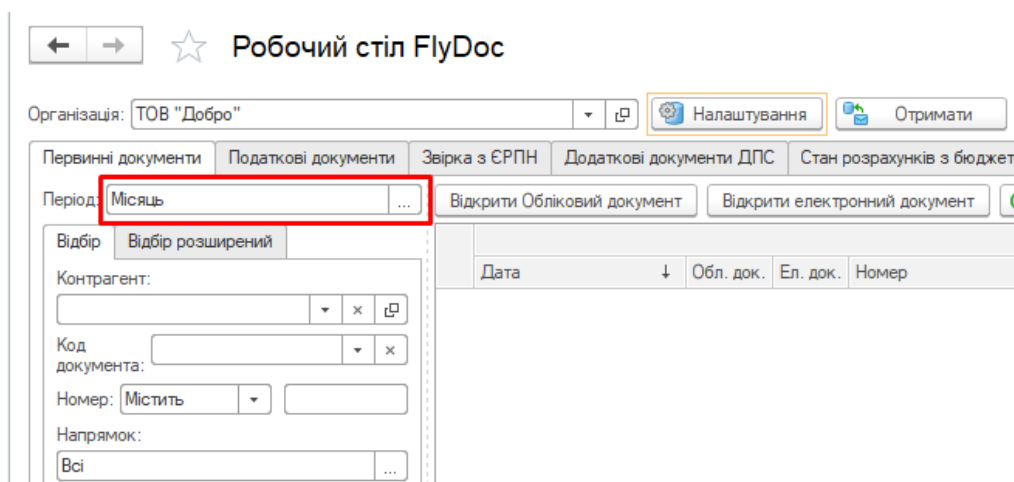 Робочий стіл FlyDoc
Організація: ТОВ "Добро" Налаштування Отримати
Первинні документи Податкові документи Звірка з ЄРПН Додаткові документи ДПС Стан розрахунків з бюджет
Період: Місяць ... Відкрити Обліковий документ Відкрити електронний документ
Відбір Відбір розширений
Дата ↓ Обл. док. Ел. док. Номер
Контрагент:
Код
документа:
Номер: Містить
Напрямок:
Всі ...